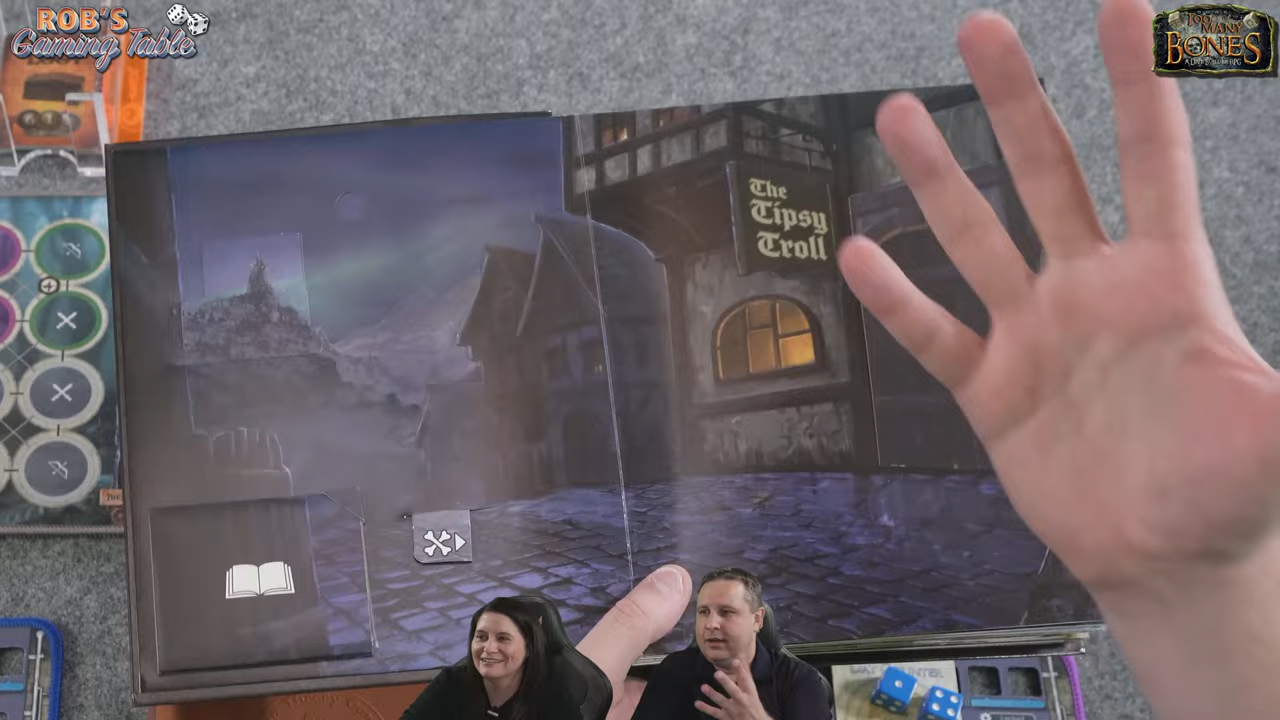 ROB'S
Gaming Table
TOO
MANY
BONES
The
Tipsy
Troll